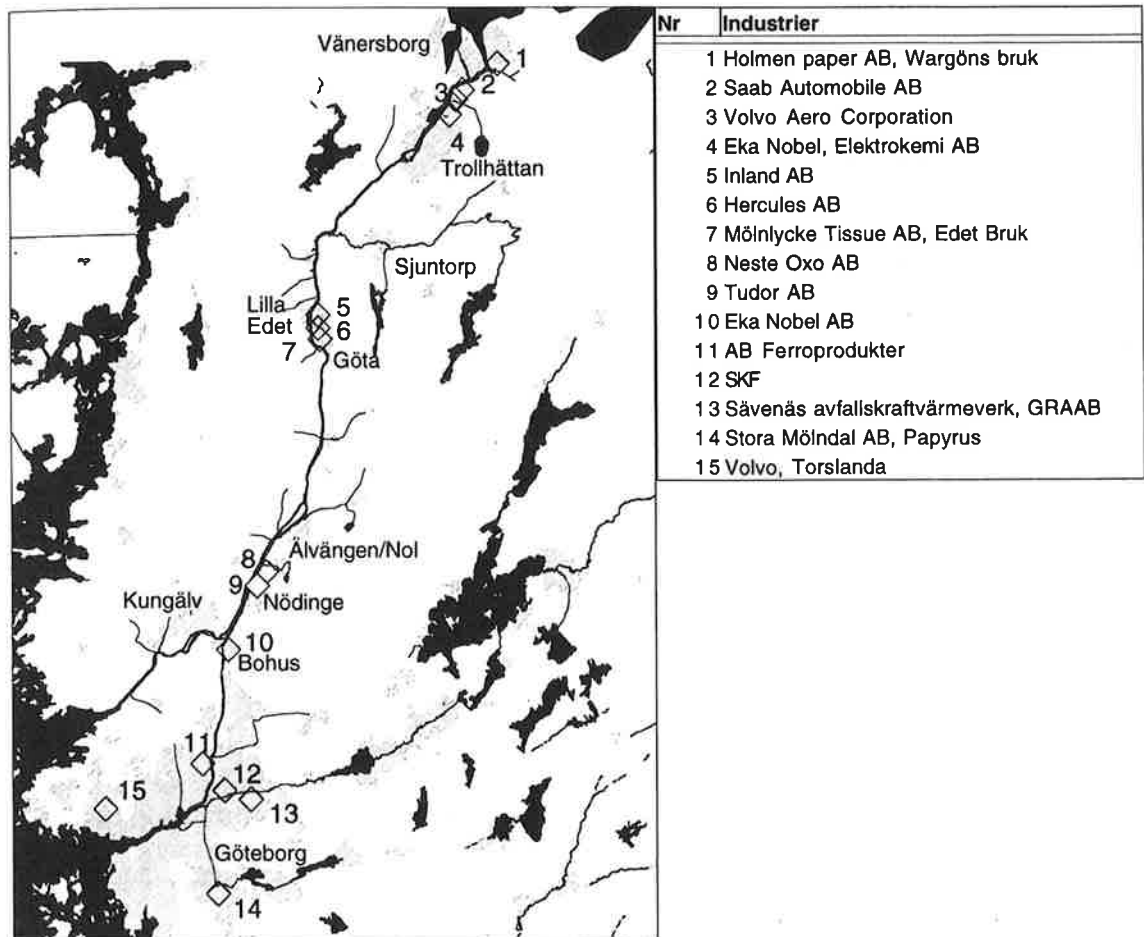 Vänersborg
1
2
3
4
Trollhättan
Sjuntorp
Lilla
Edet
5
6
7
Göta
Älvängen/Nol
8
9
Nödinge
Kungälv
10
Bohus
11
12
13
15
Göteborg
14
Nr Industrier
1 Holmen paper AB, Wargöns bruk
2 Saab Automobile AB
3 Volvo Aero Corporation
4 Eka Nobel, Elektrokemi AB
5 Inland AB
6 Hercules AB
7 Mölnlycke Tissue AB, Edet Bruk
8 Neste Oxo AB
9 Tudor AB
10 Eka Nobel AB
11 AB Ferroprodukter
12 SKF
13 Sävenäs avfallskraftvärmeverk, GRAAB
14 Stora Mölndal AB, Papyrus
15 Volvo, Torslanda